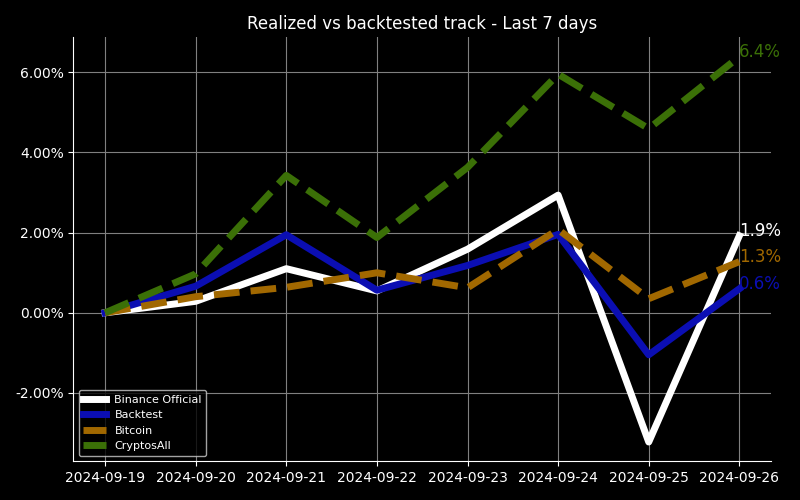 Realized vs backtested track - Last 7 days
6.00%
4.00%
2.00%
0.00%
-2.00%
6.4%
1.9%
1.3%
0.6%
Binance Official
Backtest
Bitcoin
CryptosAll
2024-09-19 2024-09-20 2024-09-21 2024-09-22 2024-09-23 2024-09-24 2024-09-25 2024-09-26